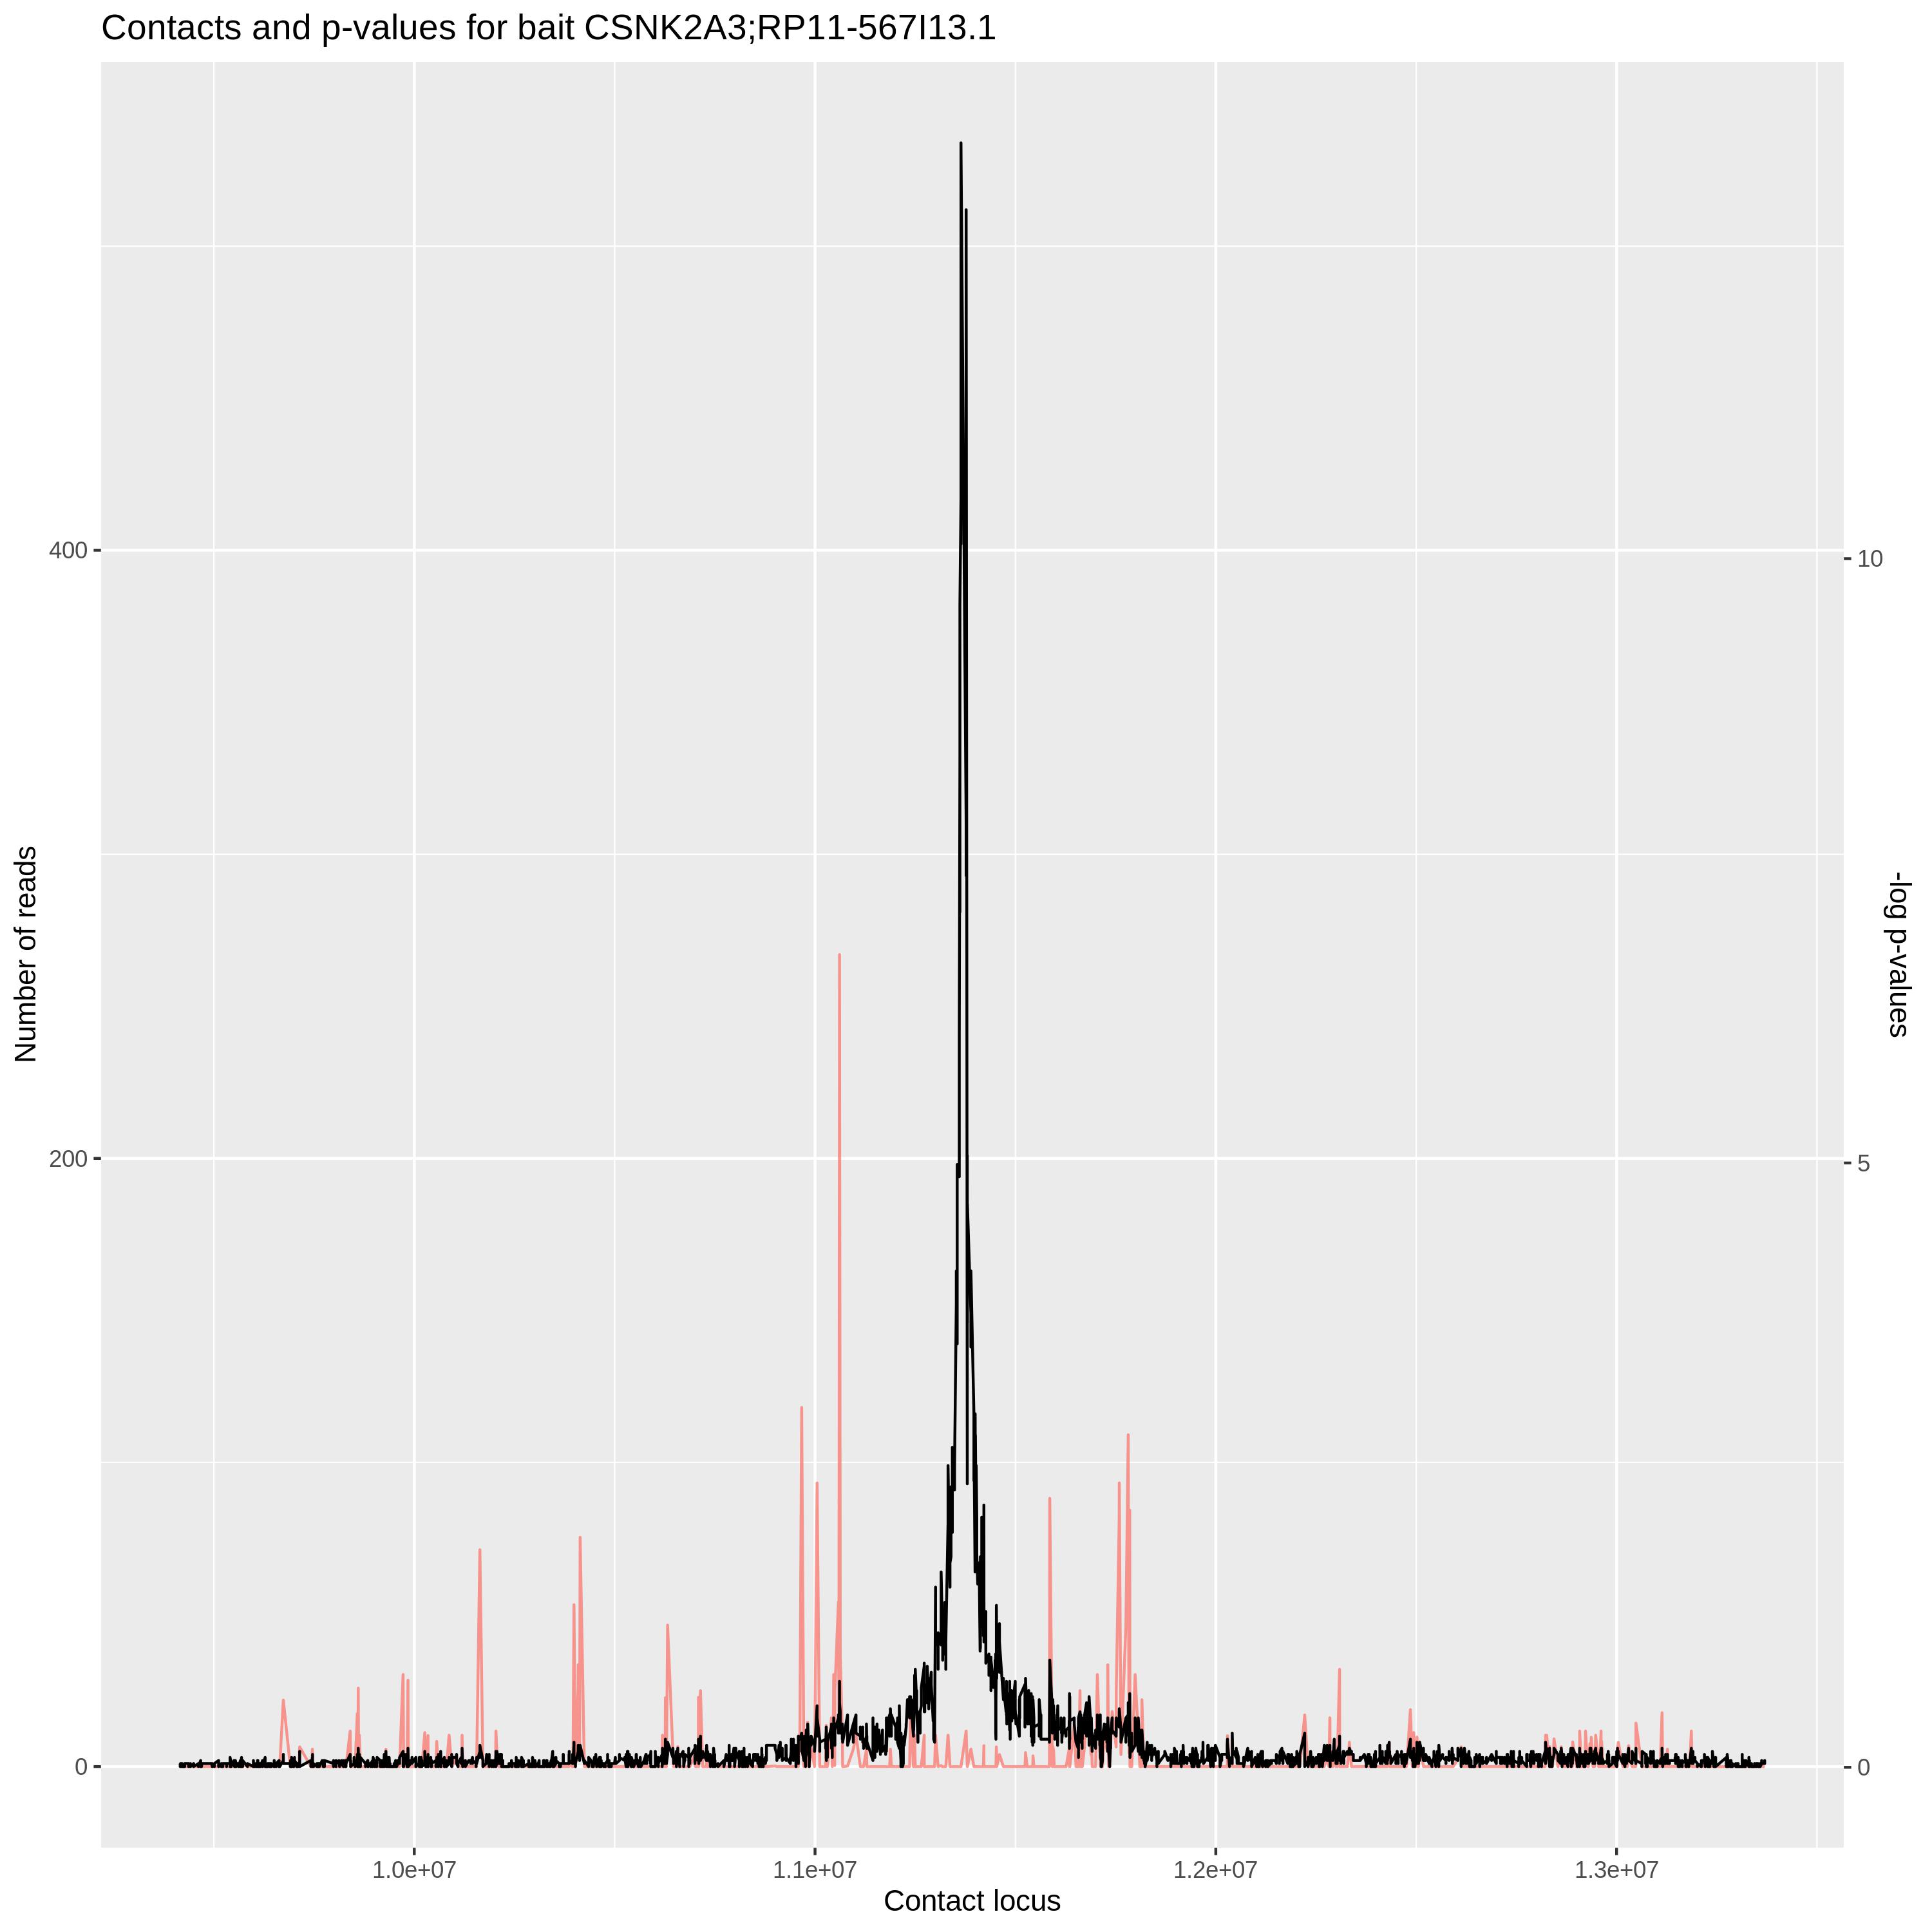 Contacts and p-values for bait CSNK2A3;RP11-567I13.1
Number of reads
400
200
0
10
5
0
-log p-values
1.0e+07 1.1e+07 1.2e+07 1.3e+07
Contact locus